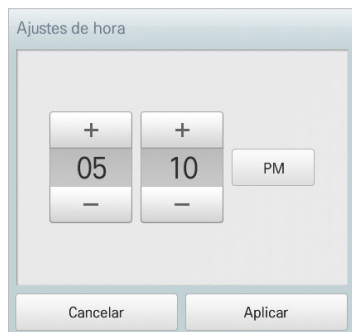 Ajustes de hora
+ +
05 10 PM
− −
Cancelar Aplicar